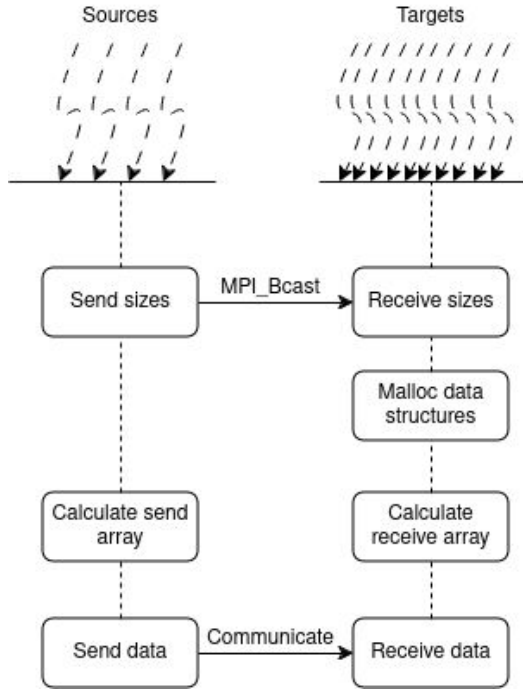 Sources
Targets
Send sizes
MPI_Bcast
Receive sizes
Malloc data
structures
Calculate send
array
Calculate
receive array
Send data
Communicate
Receive data